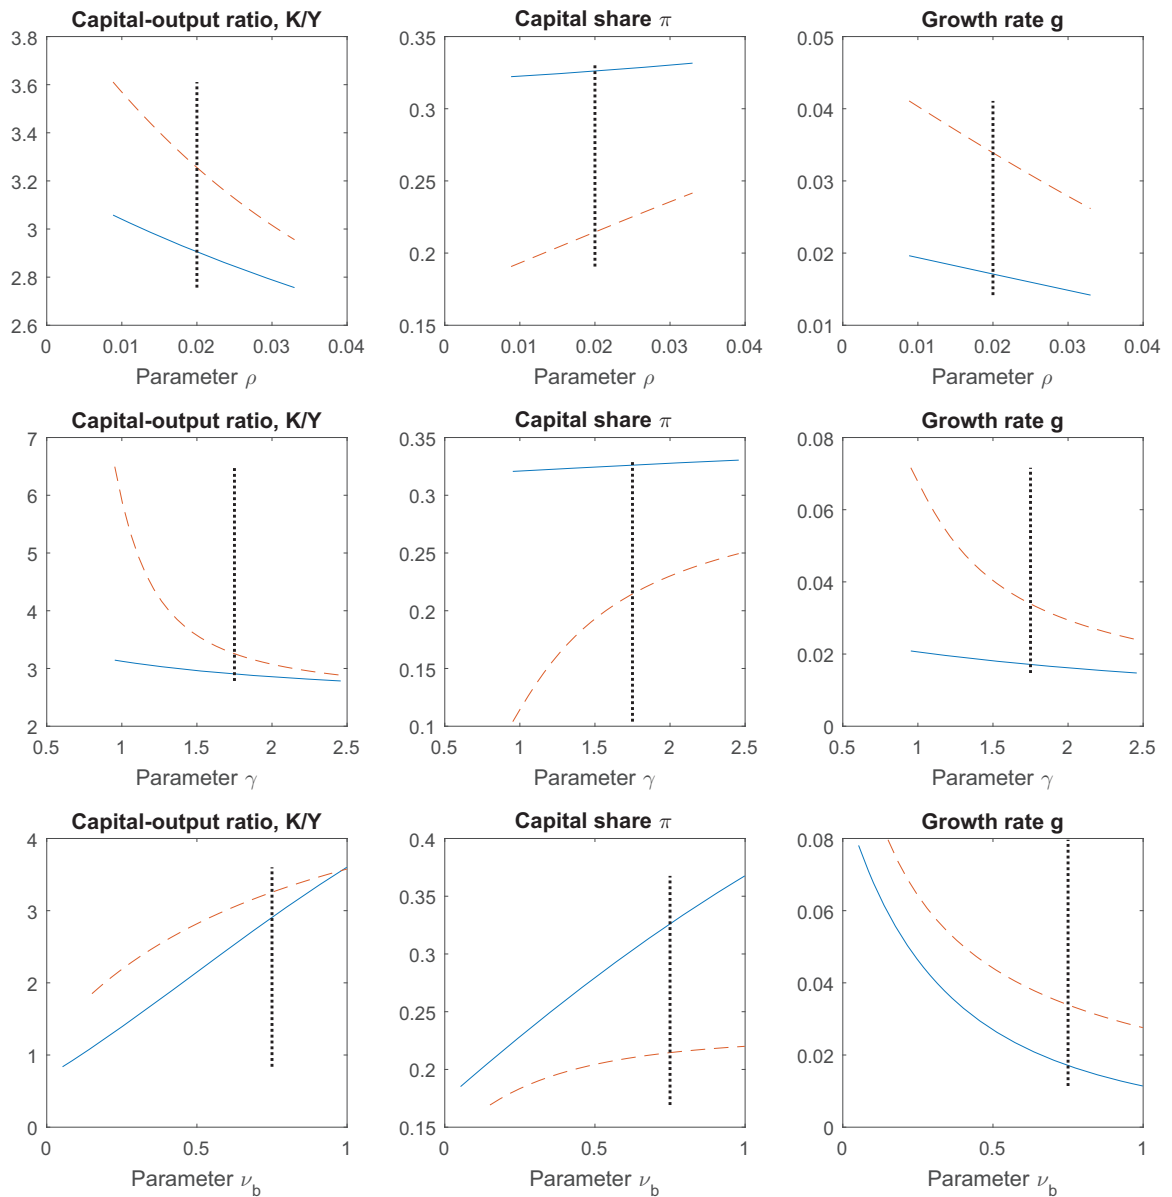 Capital-output ratio, K/Y
3.8
3.6
3.4
3.2
3
2.8
2.6
0 0.01 0.02 0.03 0.04
Parameter ρ
Capital share π
0.35
0.3
0.25
0.2
0.15
0 0.01 0.02 0.03 0.04
Parameter ρ
Growth rate g
0.05
0.04
0.03
0.02
0.01
0 0.01 0.02 0.03 0.04
Parameter ρ
Capital-output ratio, K/Y
7
6
5
4
3
2
0.5 1 1.5 2 2.5
Parameter γ
Capital share π
0.35
0.3
0.25
0.2
0.15
0.1
0.5 1 1.5 2 2.5
Parameter γ
Growth rate g
0.08
0.06
0.04
0.02
0
0.5 1 1.5 2 2.5
Parameter γ
Capital-output ratio, K/Y
4
3
2
1
0
0 0.5 1
Parameter ν_b
Capital share π
0.4
0.35
0.3
0.25
0.2
0.15
0 0.5 1
Parameter ν_b
Growth rate g
0.08
0.06
0.04
0.02
0
0 0.5 1
Parameter ν_b